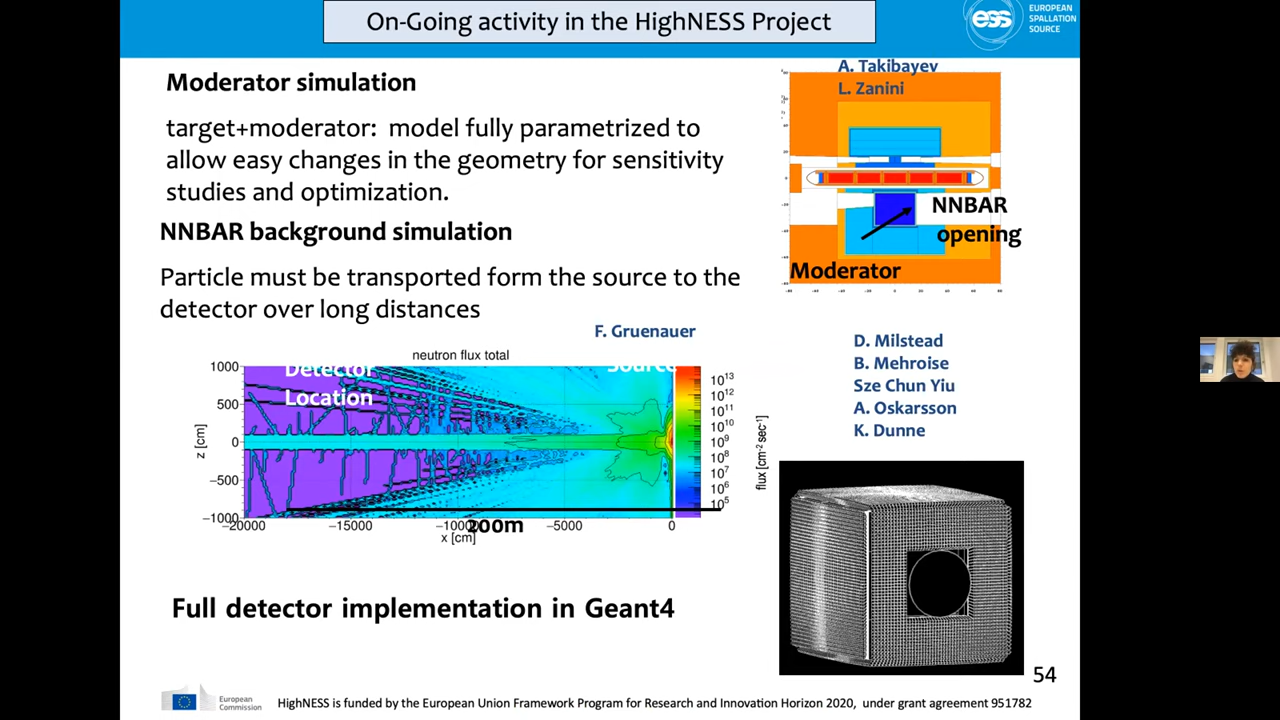 On-Going activity in the HighNESS Project
ess
EUROPEAN
SPALLATION
SOURCE
Moderator simulation
target+moderator: model fully parametrized to
allow easy changes in the geometry for sensitivity
studies and optimization.
A. Takibayev
L. Zanini
NNBAR
opening
Moderator
NNBAR background simulation
Particle must be transported form the source to the
detector over long distances
F. Gruenauer
neutron flux total
Detector
Location
Source
1000
500
0
−500
−1000
z [cm]
−20000
−15000
−10000
−5000
0
x [cm]
200m
10¹³
10¹²
10¹¹
10¹⁰
10⁹
10⁸
10⁷
10⁶
10⁵
flux [cm⁻² sec⁻¹]
D. Milstead
B. Mehroise
Sze Chun Yiu
A. Oskarsson
K. Dunne
Full detector implementation in Geant4
54
European
Commission
HighNESS is funded by the European Union Framework Program for Research and Innovation Horizon 2020, under grant agreement 951782